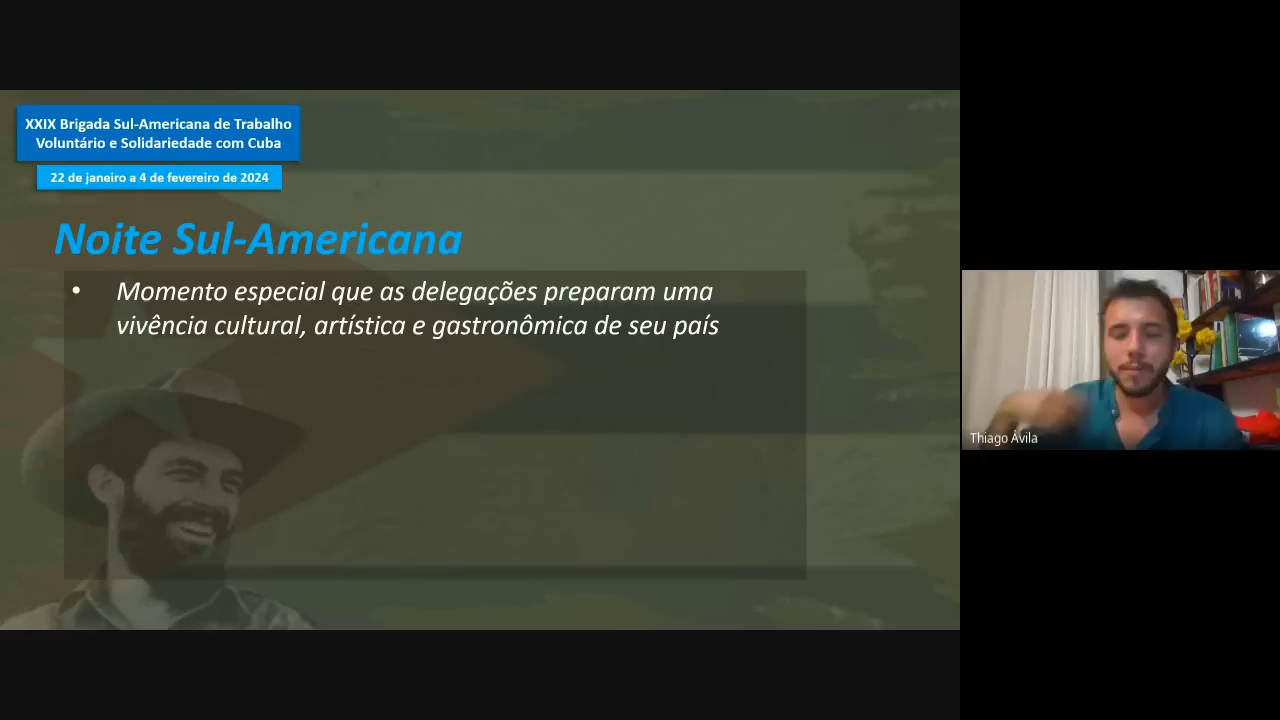 XXIX Brigada Sul-Americana de Trabalho
Voluntário e Solidariedade com Cuba
22 de janeiro a 4 de fevereiro de 2024
Noite Sul-Americana
• Momento especial que as delegações preparam uma
vivência cultural, artística e gastronômica de seu país
Thiago Ávila